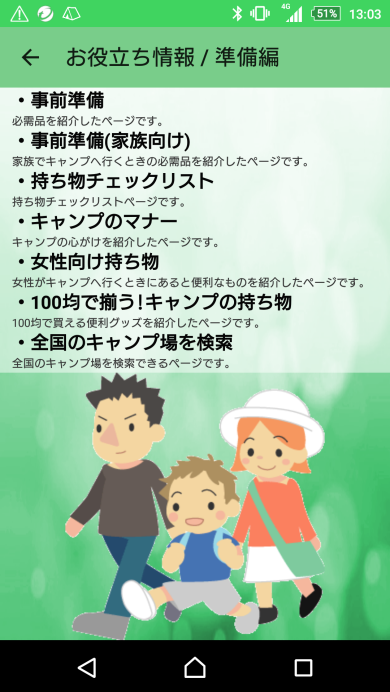 4G 51% 13:03
お役立ち情報 / 準備編
・事前準備
必需品を紹介したページです。
・事前準備(家族向け)
家族でキャンプへ行くときの必需品を紹介したページです。
・持ち物チェックリスト
持ち物チェックリストページです。
・キャンプのマナー
キャンプの心がけを紹介したページです。
・女性向け持ち物
女性がキャンプへ行くときにあると便利なものを紹介したページです。
・100均で揃う!キャンプの持ち物
100均で買える便利グッズを紹介したページです。
・全国のキャンプ場を検索
全国のキャンプ場を検索できるページです。